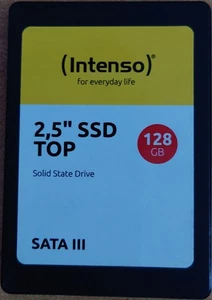 (intenso)®
for everyday life
2,5" SSD
TOP
128
GB
Solid State Drive
SATA III